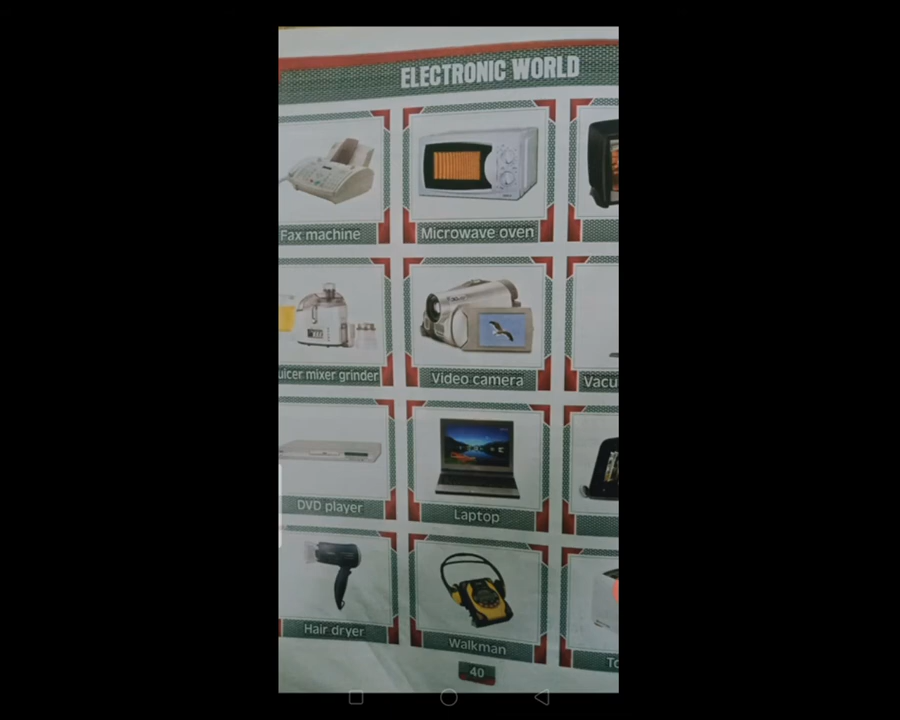 ELECTRONIC WORLD
Fax machine
Microwave oven
uicer mixer grinder
Video camera
Vacu
DVD player
Laptop
Hair dryer
Walkman
To
40